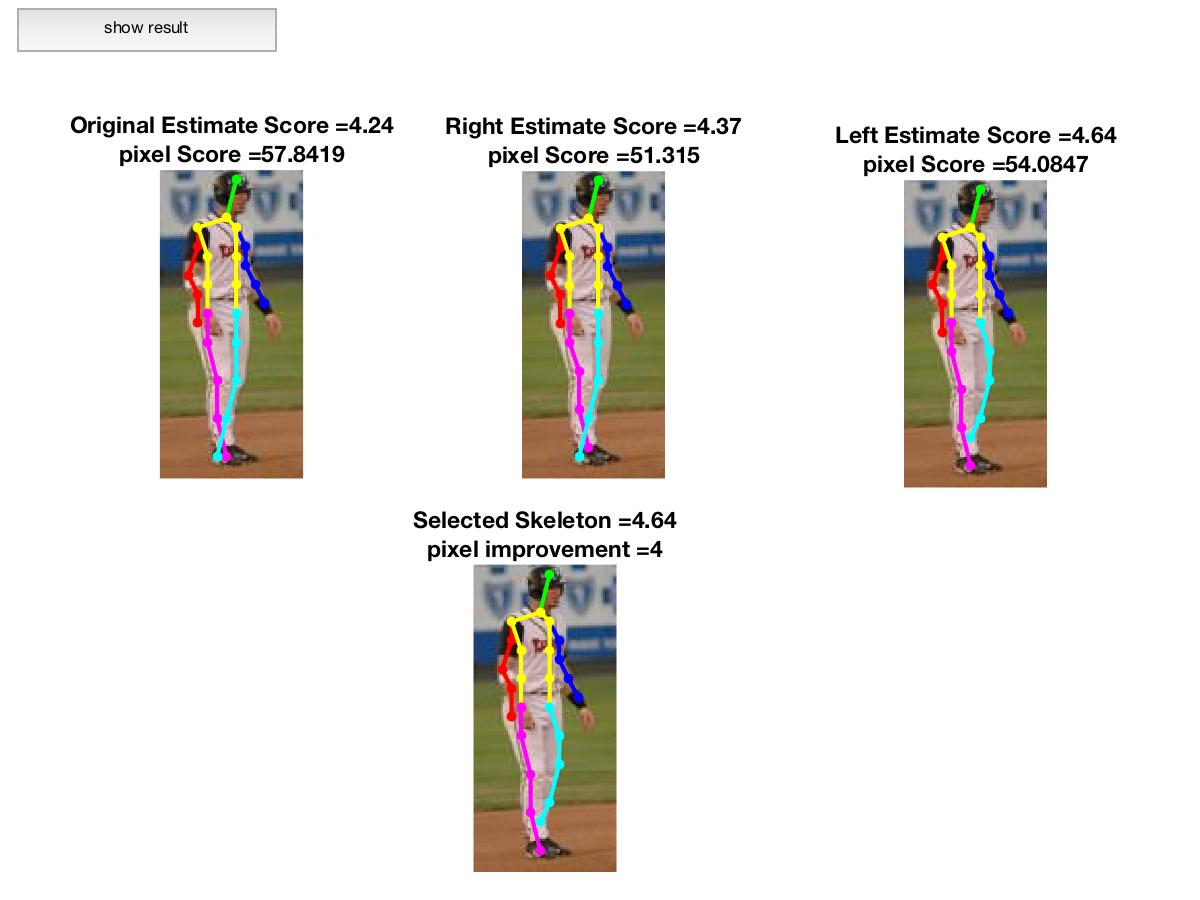 show result
Original Estimate Score =4.24
pixel Score =57.8419
Right Estimate Score =4.37
pixel Score =51.315
Left Estimate Score =4.64
pixel Score =54.0847
Selected Skeleton =4.64
pixel improvement =4